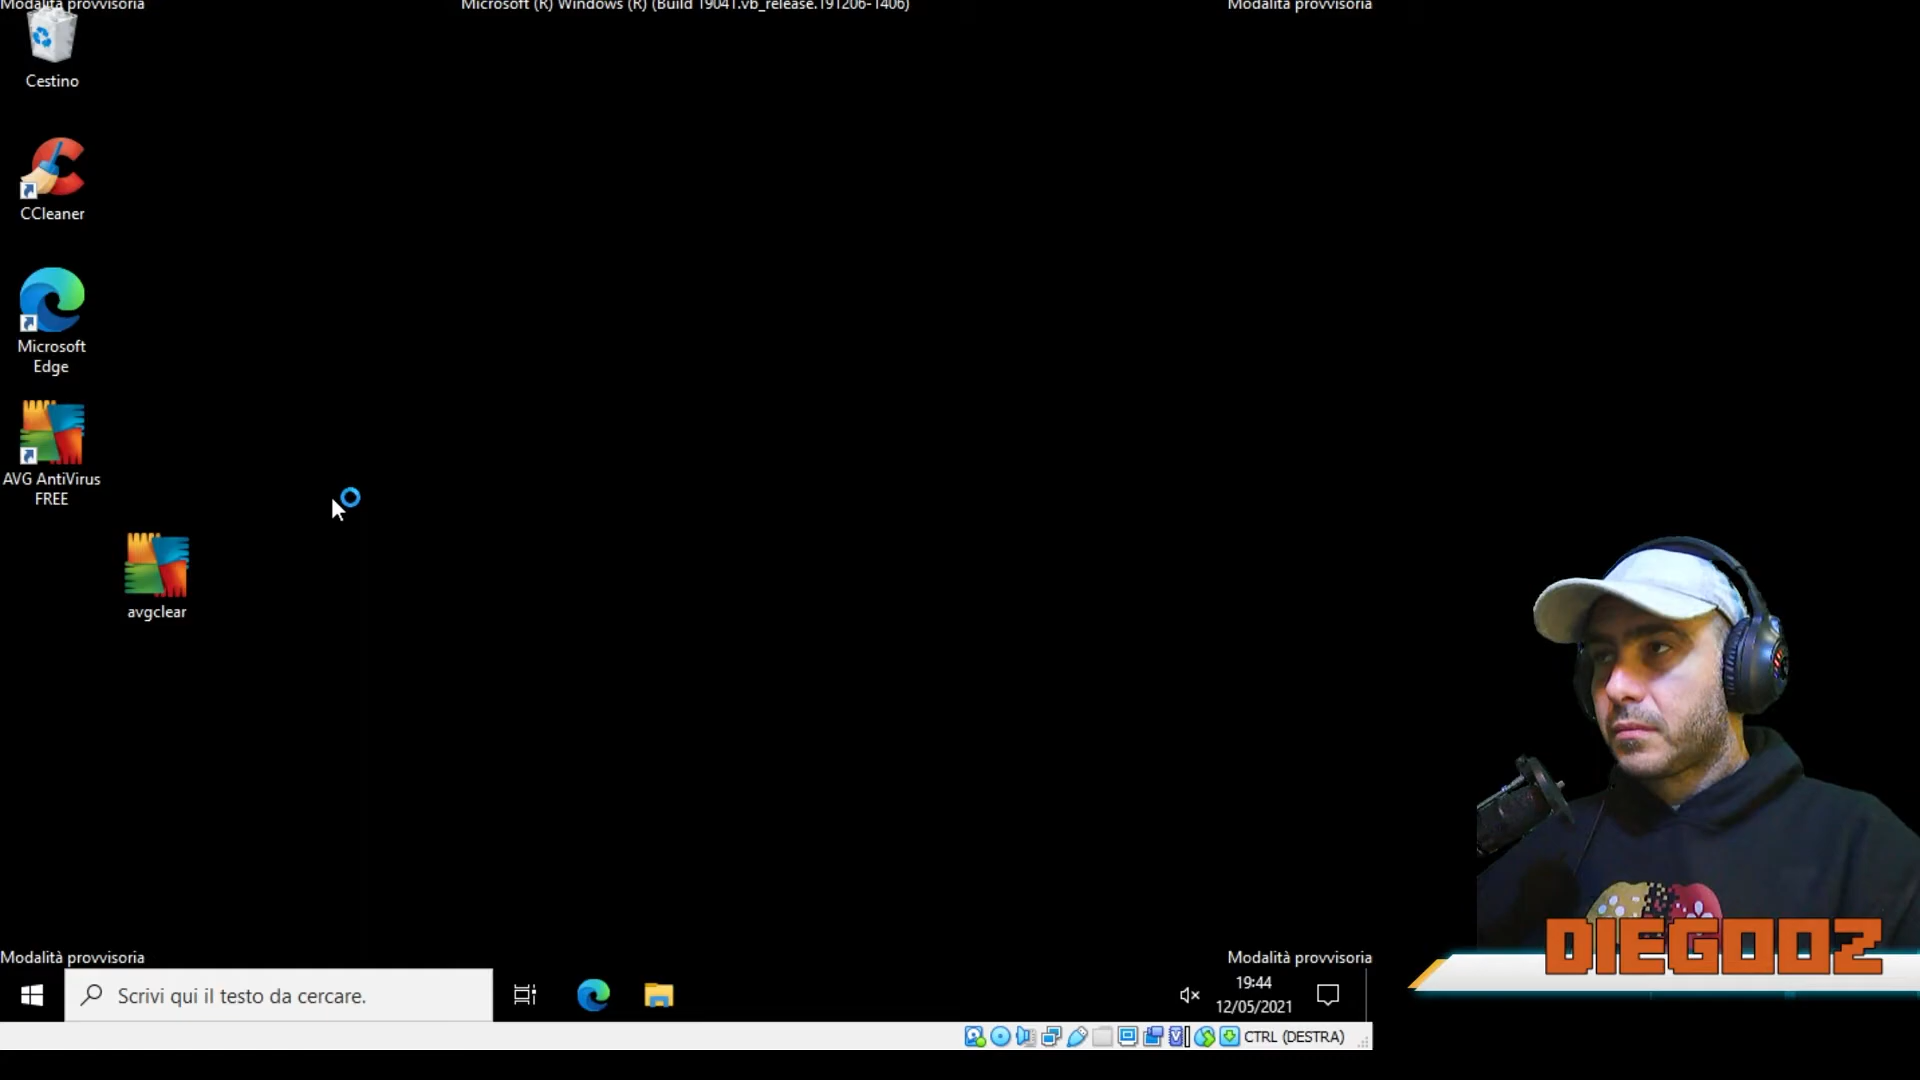 Modalità provvisoria
Microsoft (R) Windows (R) (Build 19041.vb_release.191206-1406)
Modalità provvisoria
Cestino
CCleaner
Microsoft
Edge
AVG AntiVirus
FREE
avgclear
Modalità provvisoria
Modalità provvisoria
Scrivi qui il testo da cercare.
19:44
12/05/2021
CTRL (DESTRA)
DIEGOOZ